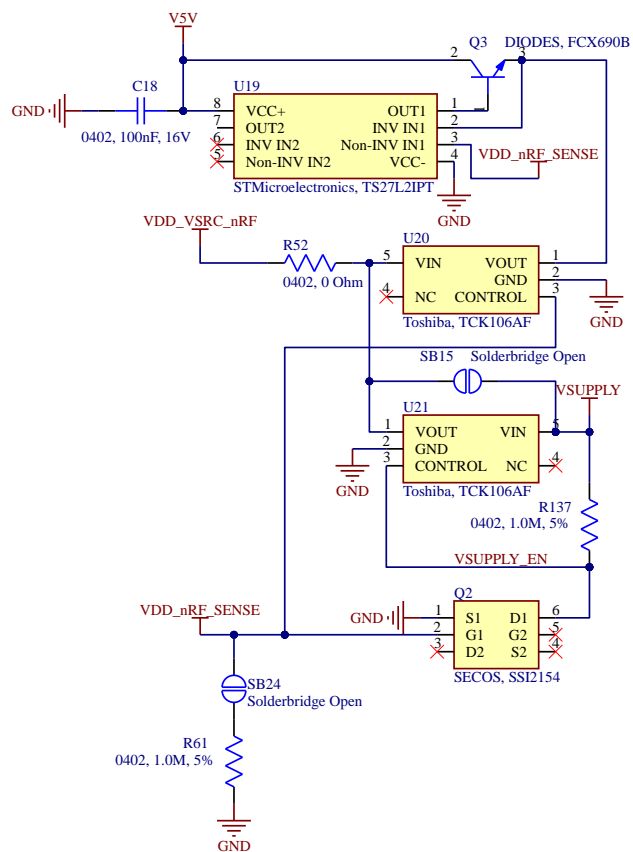 V5V
Q3 DIODES, FCX690B
2 3
1
C18
GND
0402, 100nF, 16V
U19
8 VCC+ OUT1 1
7 OUT2 INV IN1 2
6 INV IN2 Non-INV IN1 3
5 Non-INV IN2 VCC- 4
STMicroelectronics, TS27L2IPT
VDD_nRF_SENSE
GND
VDD_VSRC_nRF
R52
0402, 0 Ohm
U20
5 VIN VOUT 1
GND 2
4 NC CONTROL 3
Toshiba, TCK106AF
GND
SB15 Solderbridge Open
VSUPPLY
U21
1 VOUT VIN 5
2 GND
3 CONTROL NC 4
Toshiba, TCK106AF
GND
R137
0402, 1.0M, 5%
VSUPPLY_EN
Q2
VDD_nRF_SENSE
GND
1 S1 D1 6
2 G1 G2 5
3 D2 S2 4
SECOS, SSI2154
SB24
Solderbridge Open
R61
0402, 1.0M, 5%
GND